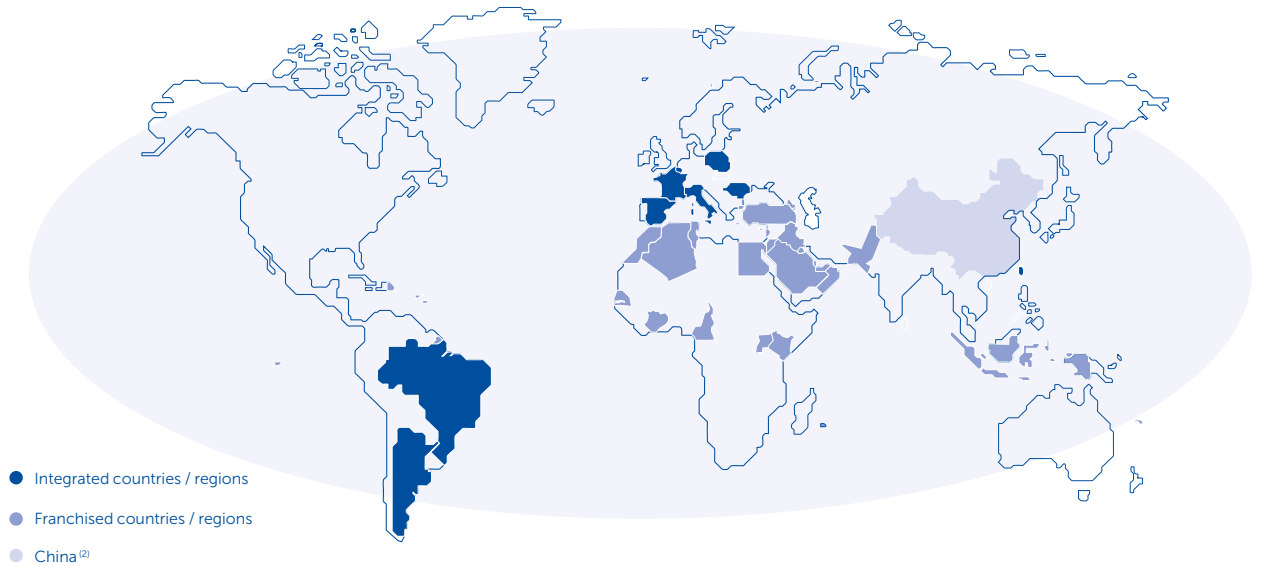 Integrated countries / regions
Franchised countries / regions
China (2)